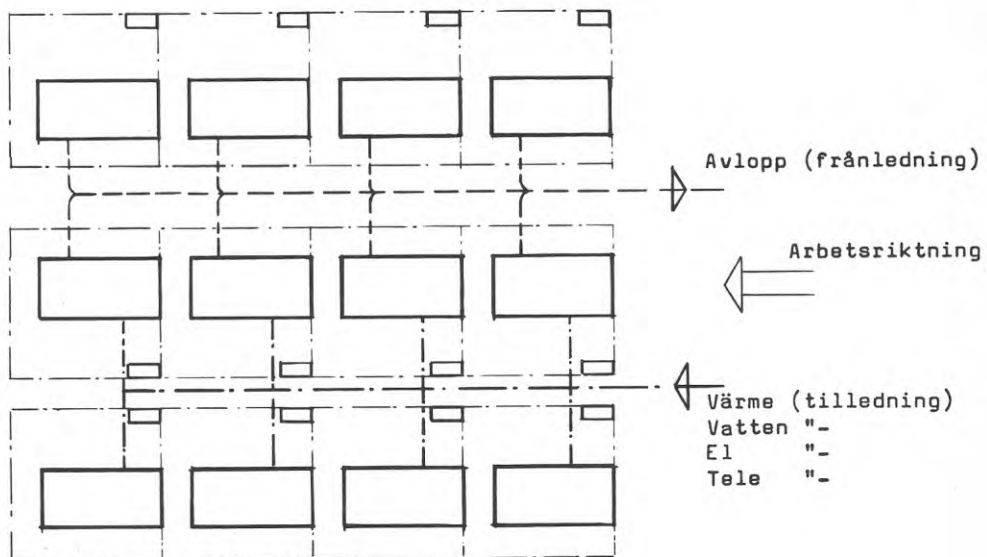 Avlopp (frånledning)
Arbetsriktning
Värme (tilledning)
Vatten "-
El "-
Tele "-